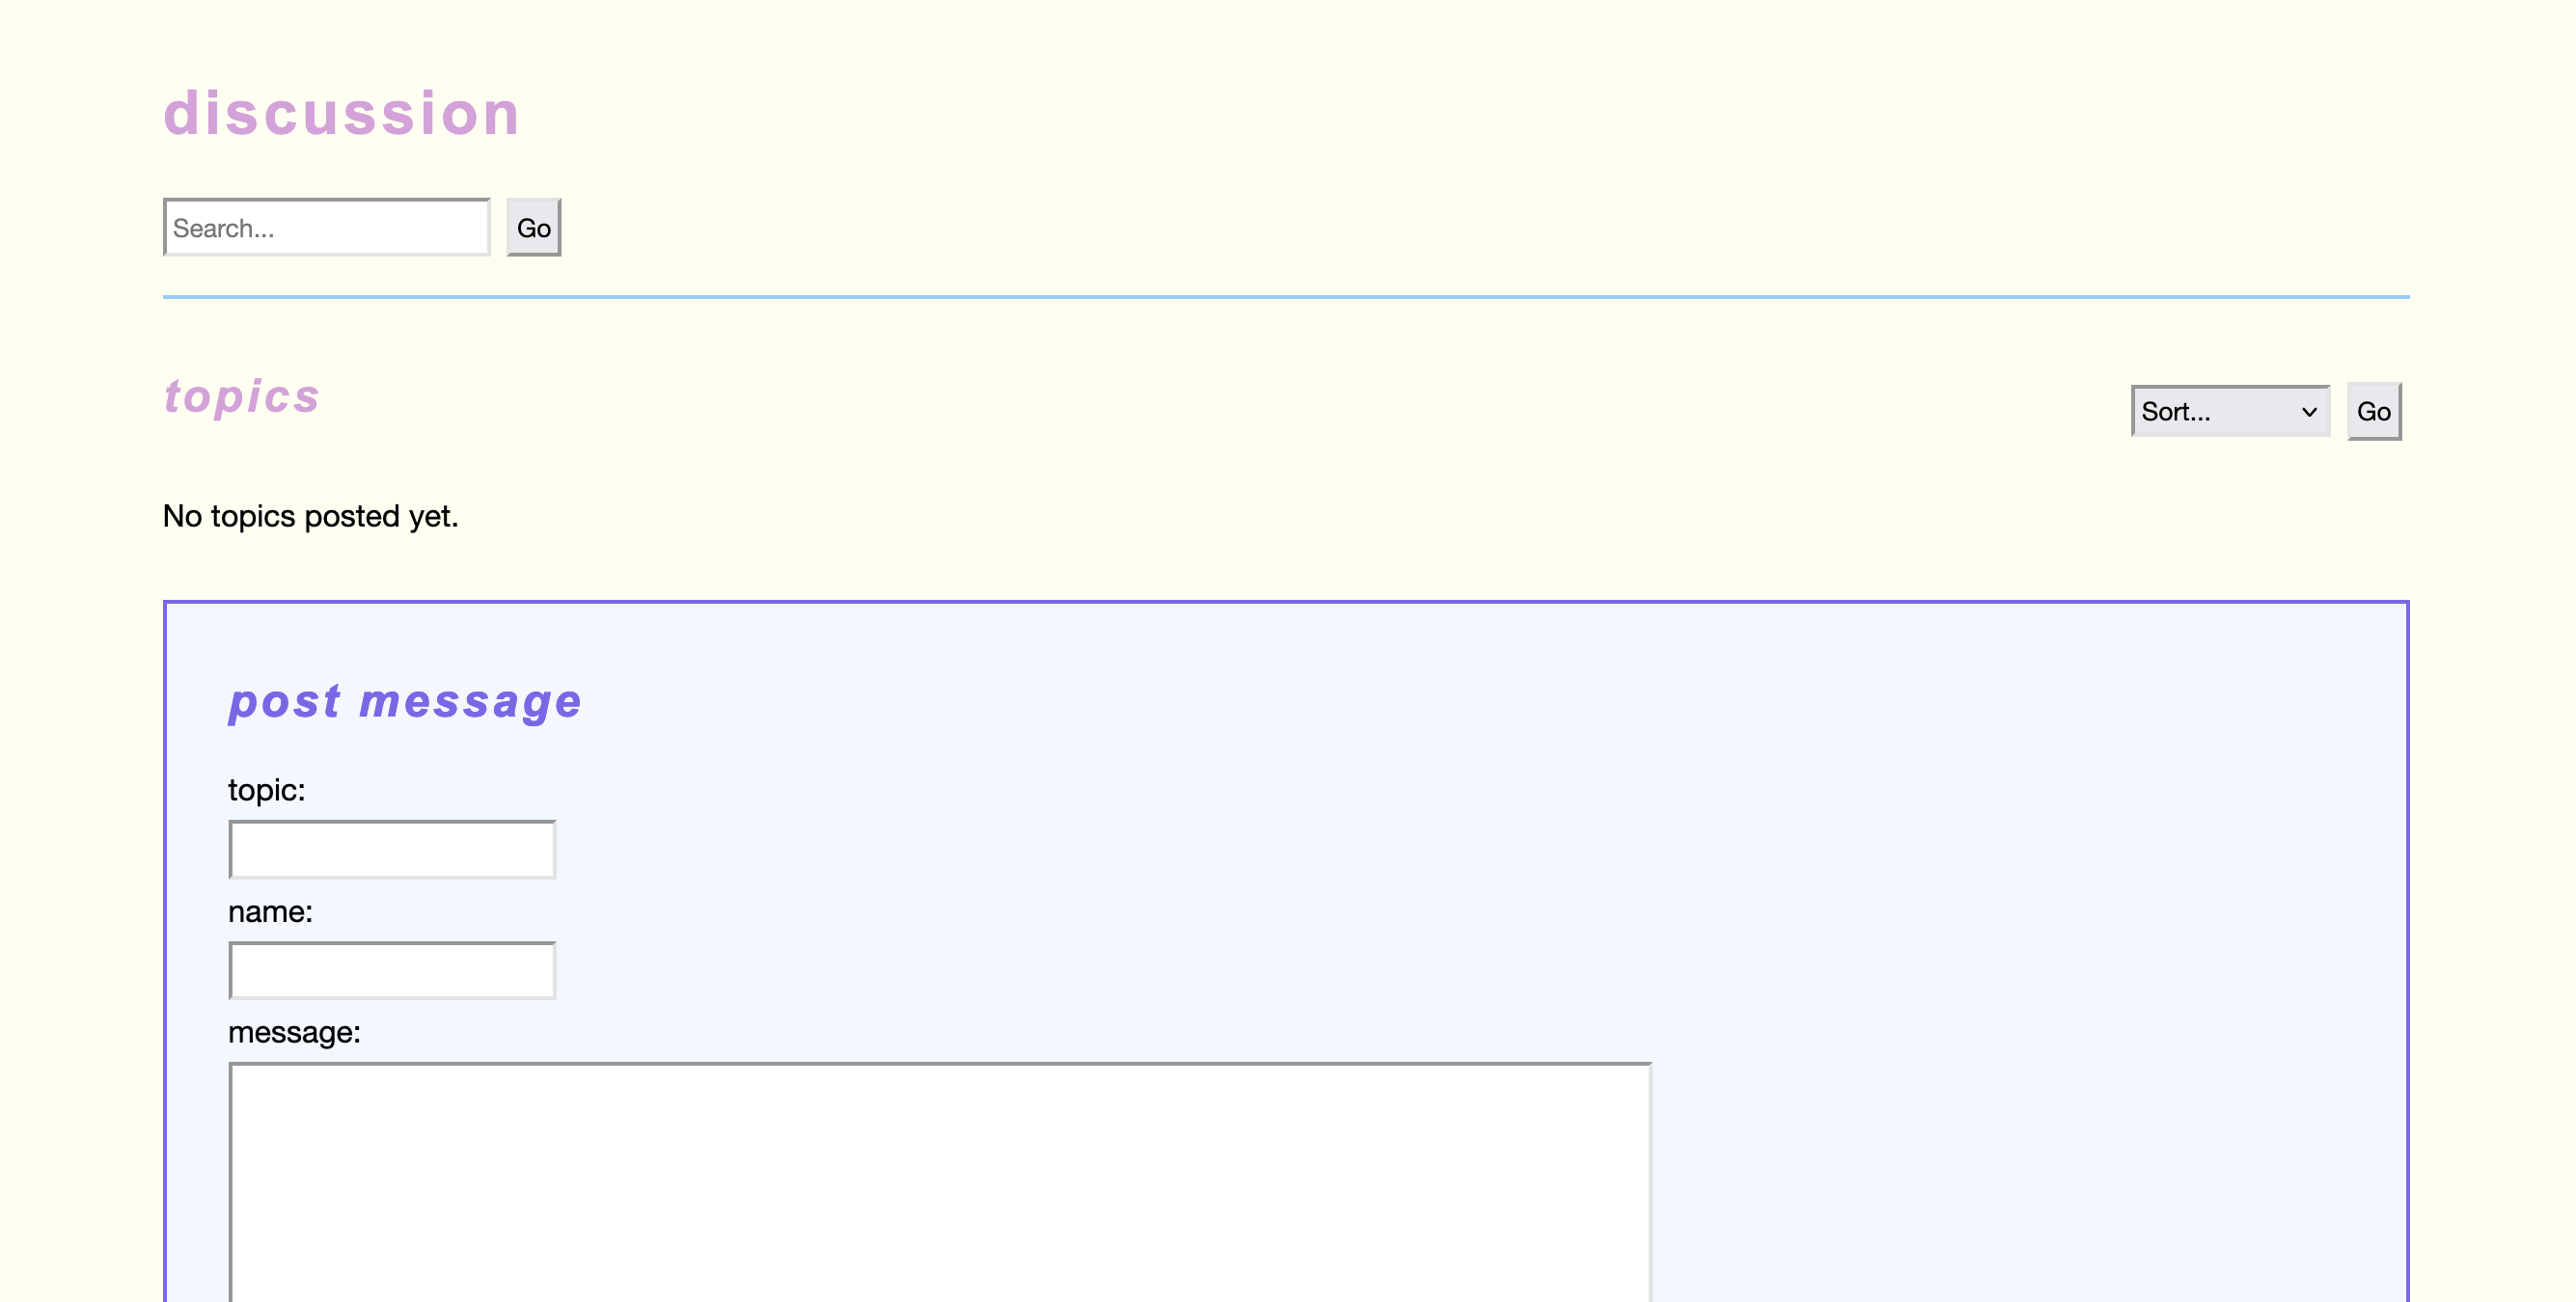 discussion
Search...
Go
topics
Sort...
Go
No topics posted yet.
post message
topic:
name:
message: